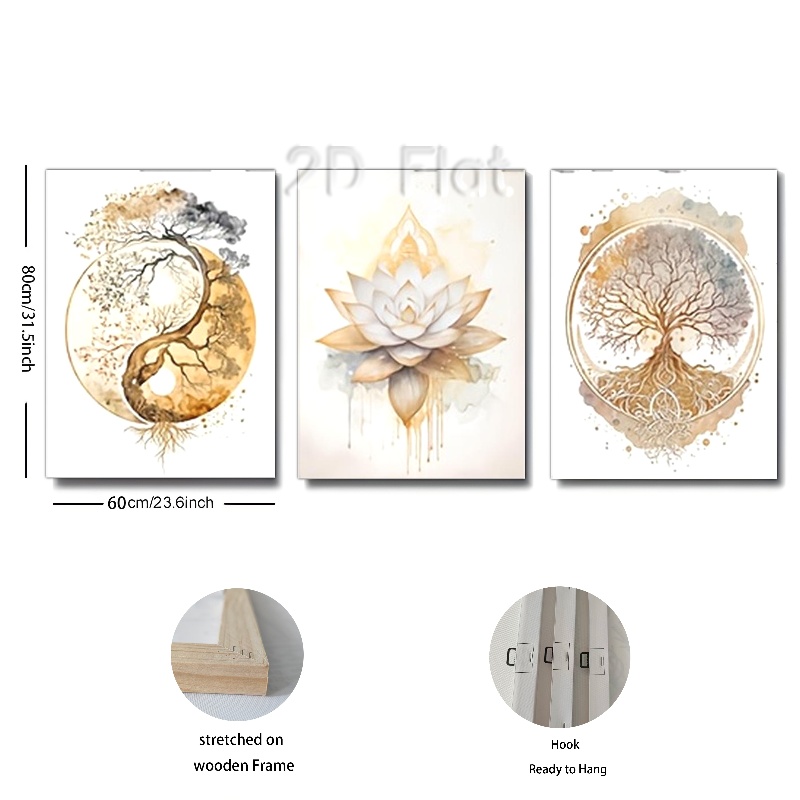 2D Flat.
80cm/31.5inch
60cm/23.6inch
stretched on
wooden Frame
Hook
Ready to Hang